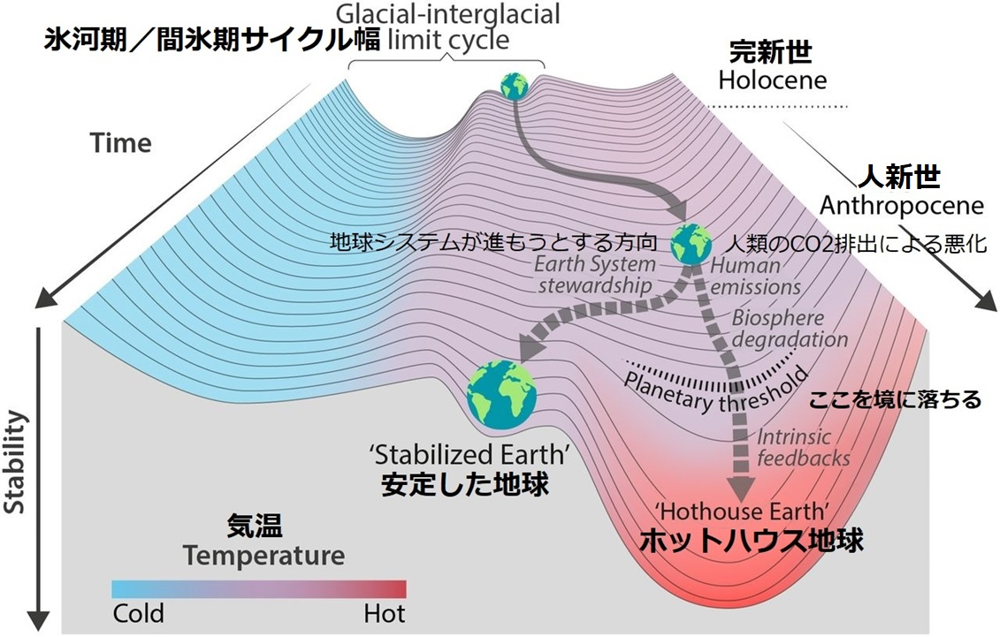 Glacial-interglacial
氷河期／間氷期サイクル幅 limit cycle
完新世
Holocene
Time
人新世
Anthropocene
地球システムが進もうとする方向
人類のCO2排出による悪化
Earth System
stewardship
Human
emissions
Biosphere
degradation
Planetary threshold
ここを境に落ちる
Stability
Intrinsic
feedbacks
‘Stabilized Earth’
安定した地球
‘Hothouse Earth’
ホットハウス地球
気温
Temperature
Cold
Hot